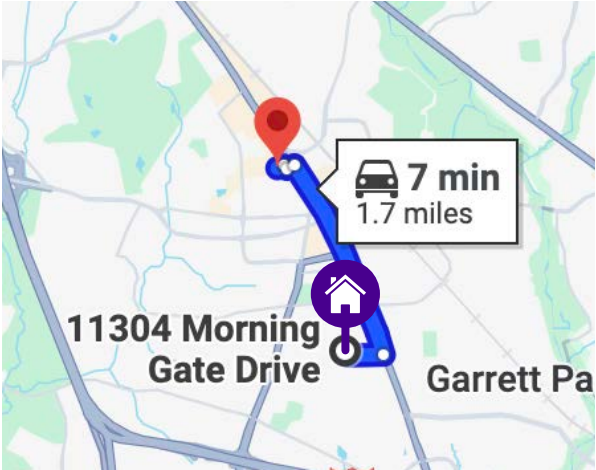 7 min
1.7 miles
11304 Morning
Gate Drive
Garrett Pa